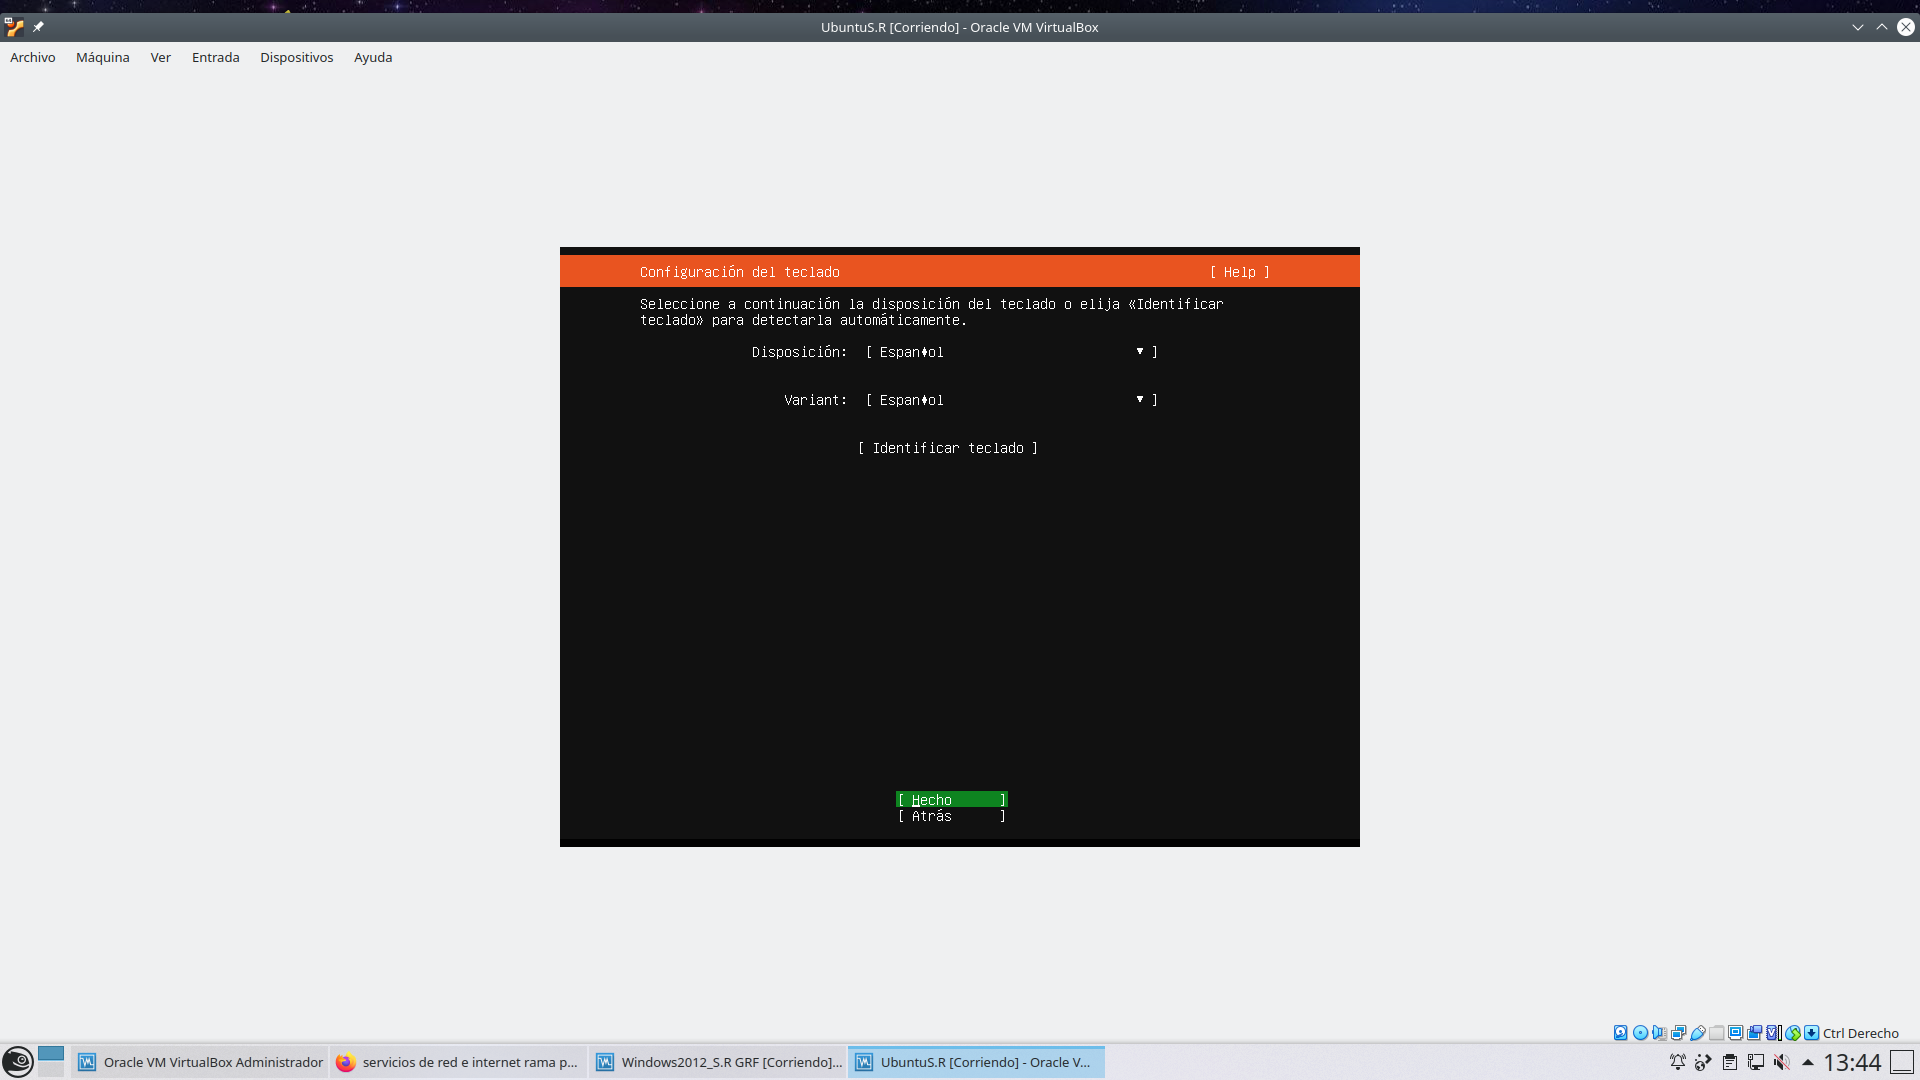 UbuntuS.R [Corriendo] - Oracle VM VirtualBox
Archivo Máquina Ver Entrada Dispositivos Ayuda
Configuración del teclado [ Help ]
Seleccione a continuación la disposición del teclado o elija «Identificar
teclado» para detectarla automáticamente.
Disposición: [ Espan♦ol ▾ ]
Variant: [ Espan♦ol ▾ ]
[ Identificar teclado ]
[ Hecho ]
[ Atrás ]
Ctrl Derecho
Oracle VM VirtualBox Administrador servicios de red e internet rama p... Windows2012_S.R GRF [Corriendo]... UbuntuS.R [Corriendo] - Oracle V... 13:44